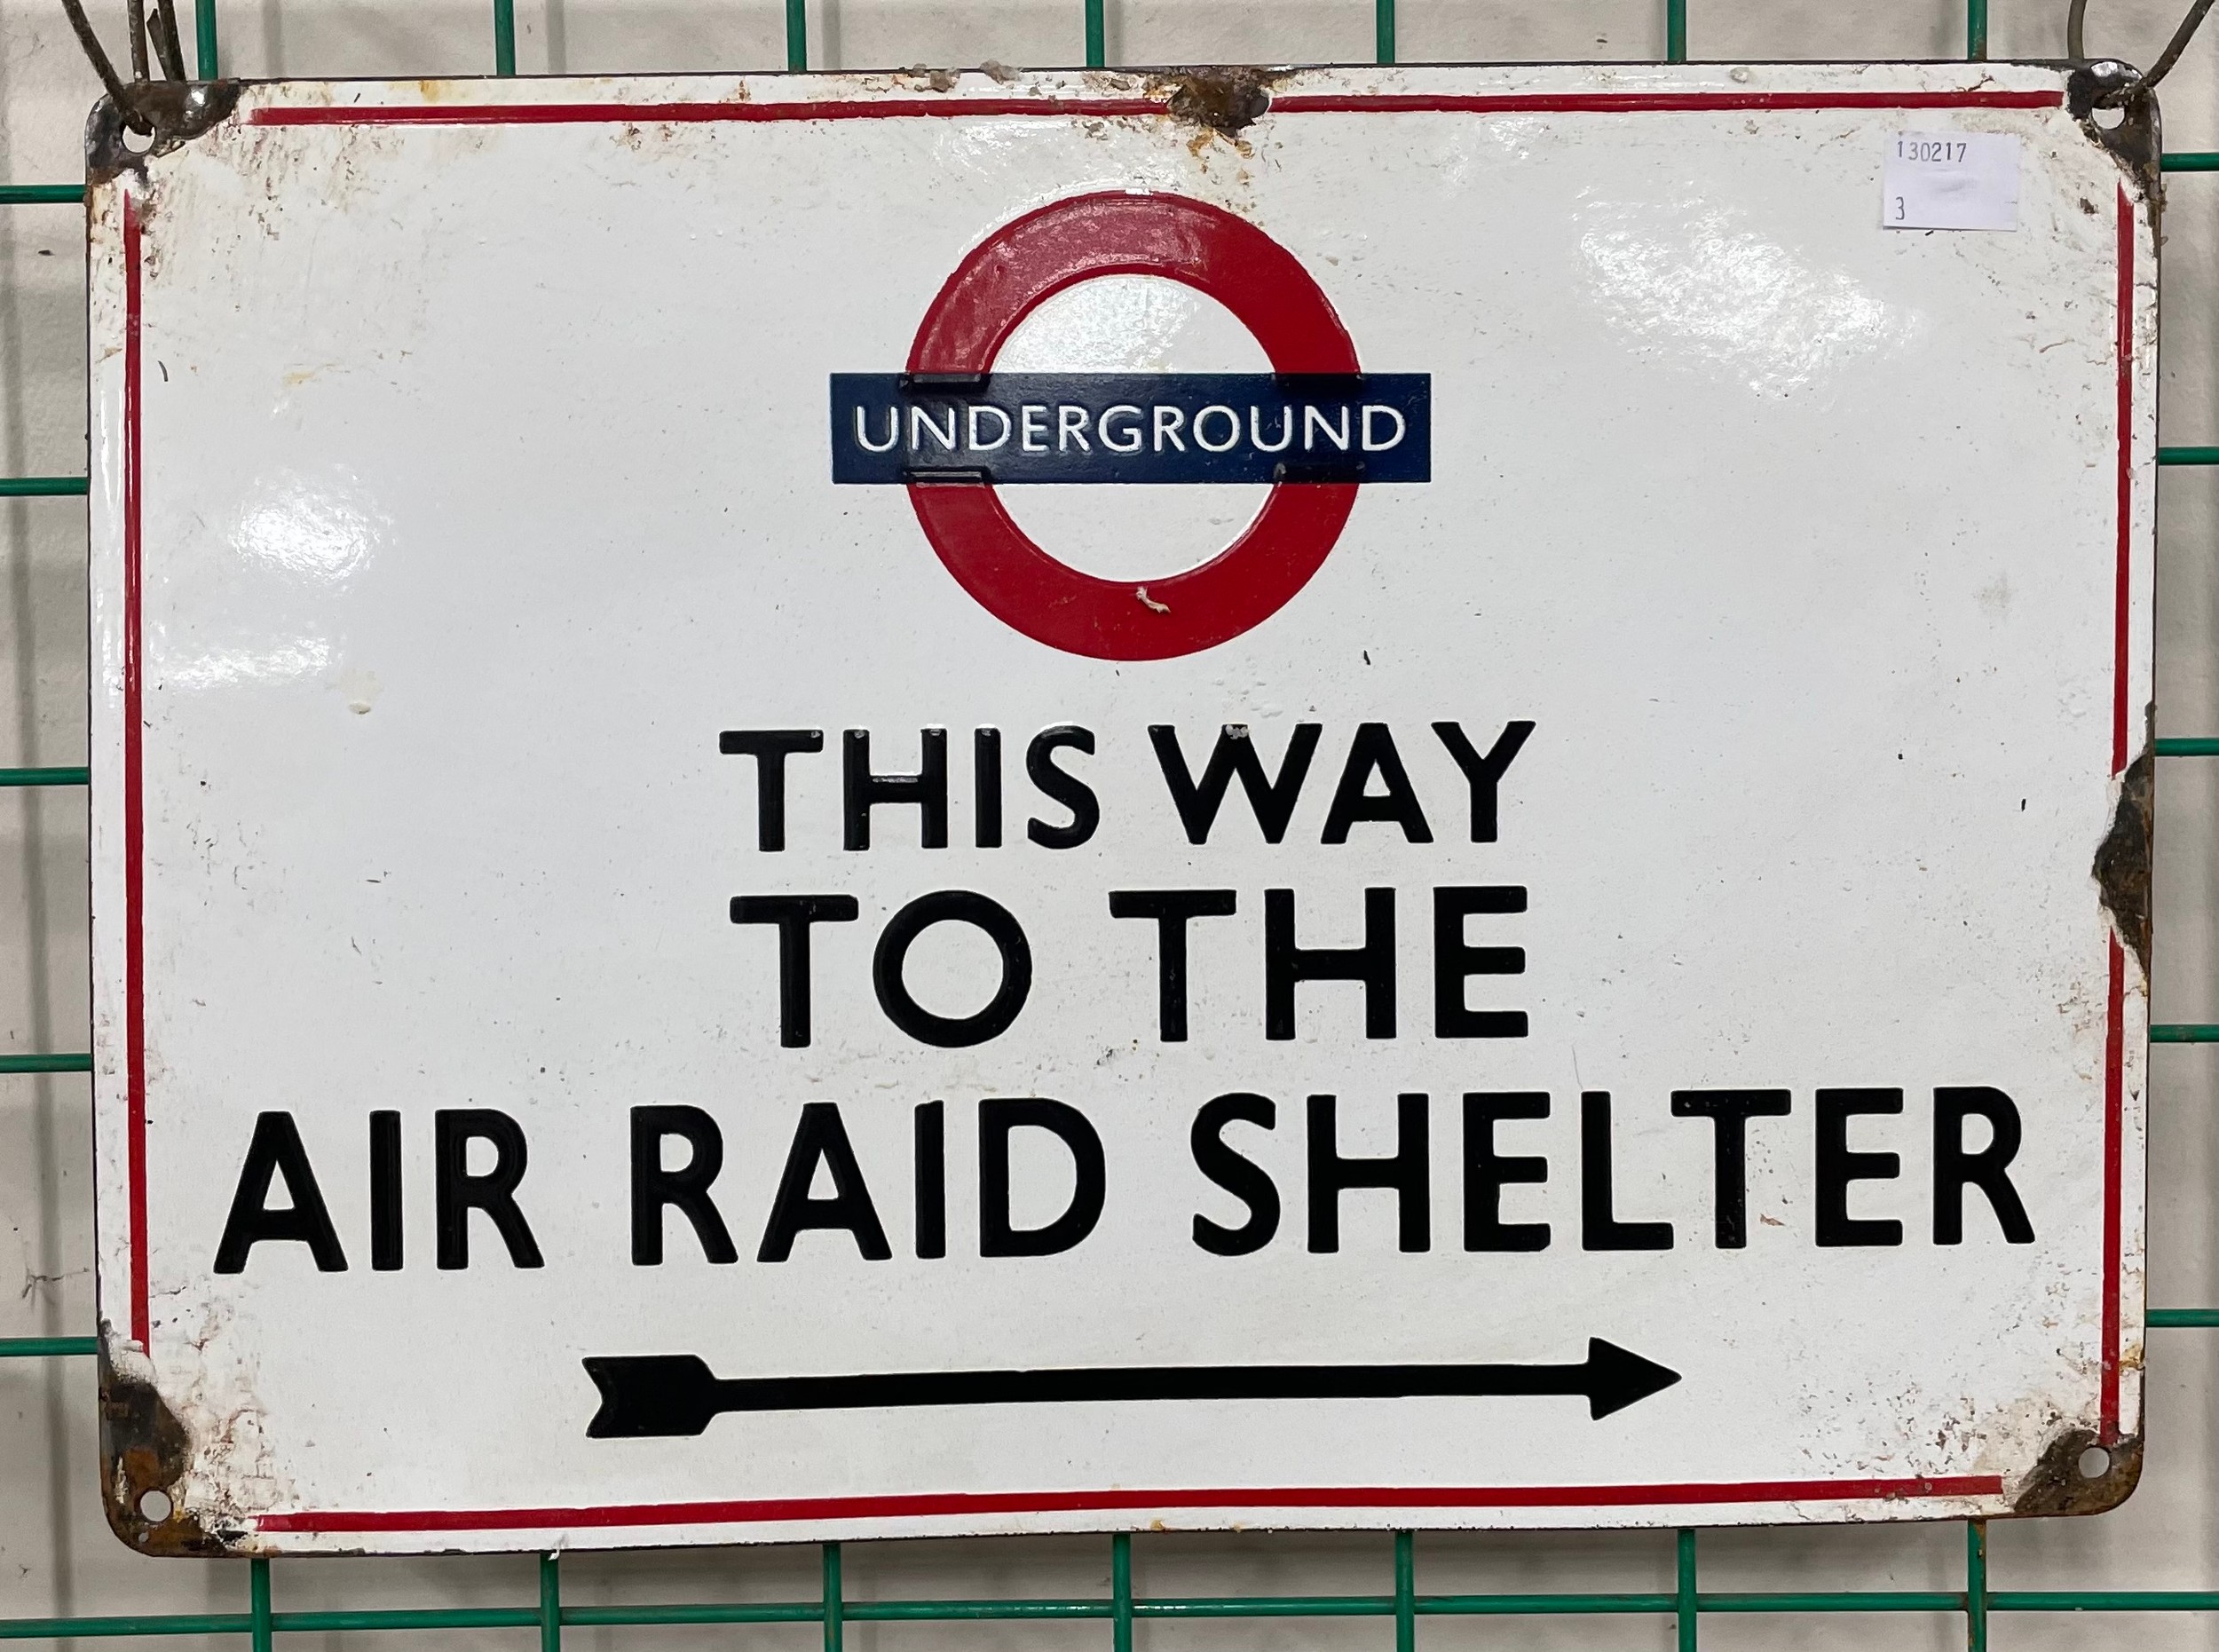 130217
3
UNDERGROUND
THIS WAY
TO THE
AIR RAID SHELTER